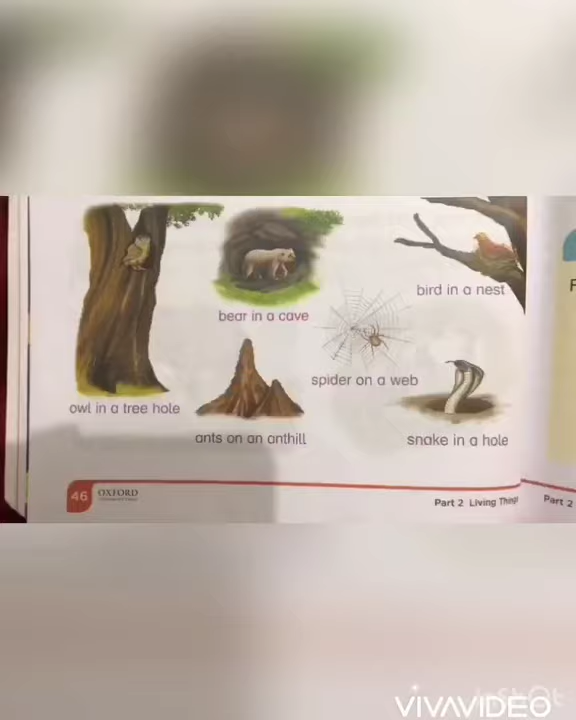 bird in a nest
bear in a cave
spider on a web
owl in a tree hole
ants on an anthill
snake in a hole
46 OXFORD
Part 2 Living Things
Part 2
F
VIVAVIDEO